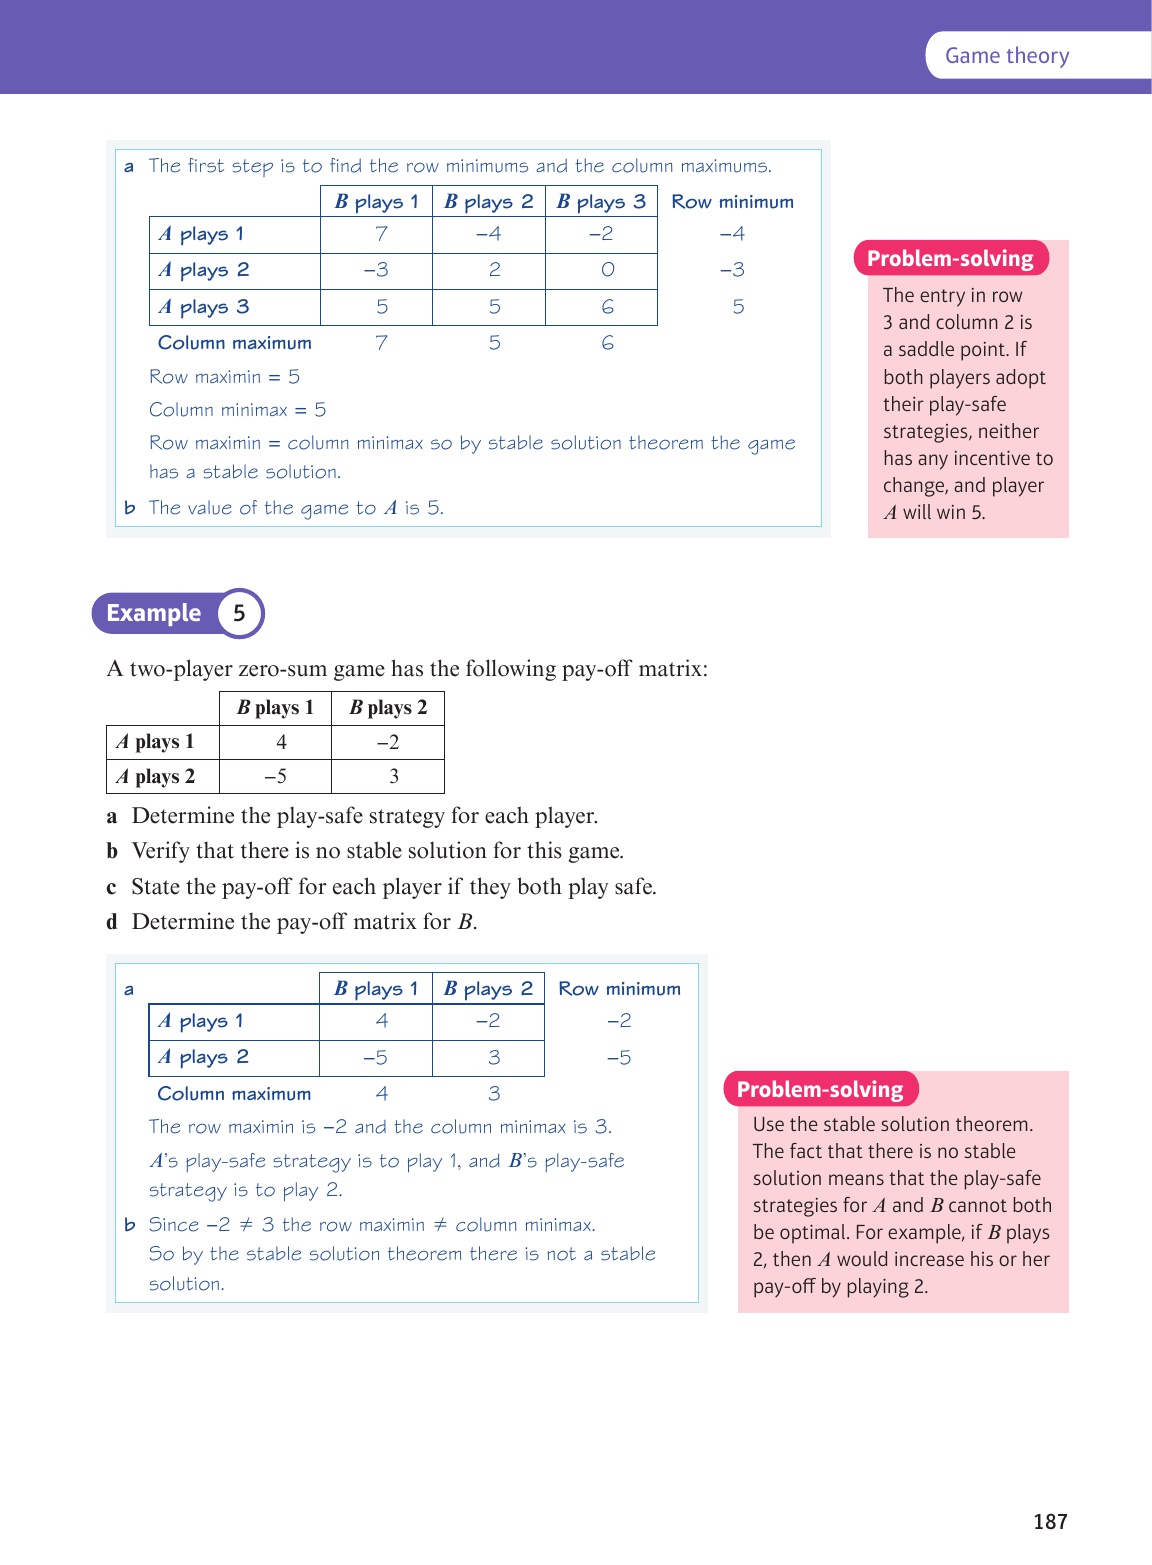 Game theory
a The first step is to find the row minimums and the column maximums.
B plays 1 B plays 2 B plays 3 Row minimum
A plays 1 7 −4 −2 −4
A plays 2 −3 2 0 −3
A plays 3 5 5 6 5
Column maximum 7 5 6
Row maximin = 5
Column minimax = 5
Row maximin = column minimax so by stable solution theorem the game
has a stable solution.
b The value of the game to A is 5.
Problem-solving
The entry in row
3 and column 2 is
a saddle point. If
both players adopt
their play-safe
strategies, neither
has any incentive to
change, and player
A will win 5.
Example 5
A two-player zero-sum game has the following pay-off matrix:
B plays 1 B plays 2
A plays 1 4 −2
A plays 2 −5 3
a Determine the play-safe strategy for each player.
b Verify that there is no stable solution for this game.
c State the pay-off for each player if they both play safe.
d Determine the pay-off matrix for B.
a B plays 1 B plays 2 Row minimum
A plays 1 4 −2 −2
A plays 2 −5 3 −5
Column maximum 4 3
The row maximin is −2 and the column minimax is 3.
A's play-safe strategy is to play 1, and B's play-safe
strategy is to play 2.
b Since −2 ≠ 3 the row maximin ≠ column minimax.
So by the stable solution theorem there is not a stable
solution.
Problem-solving
Use the stable solution theorem.
The fact that there is no stable
solution means that the play-safe
strategies for A and B cannot both
be optimal. For example, if B plays
2, then A would increase his or her
pay-off by playing 2.
187